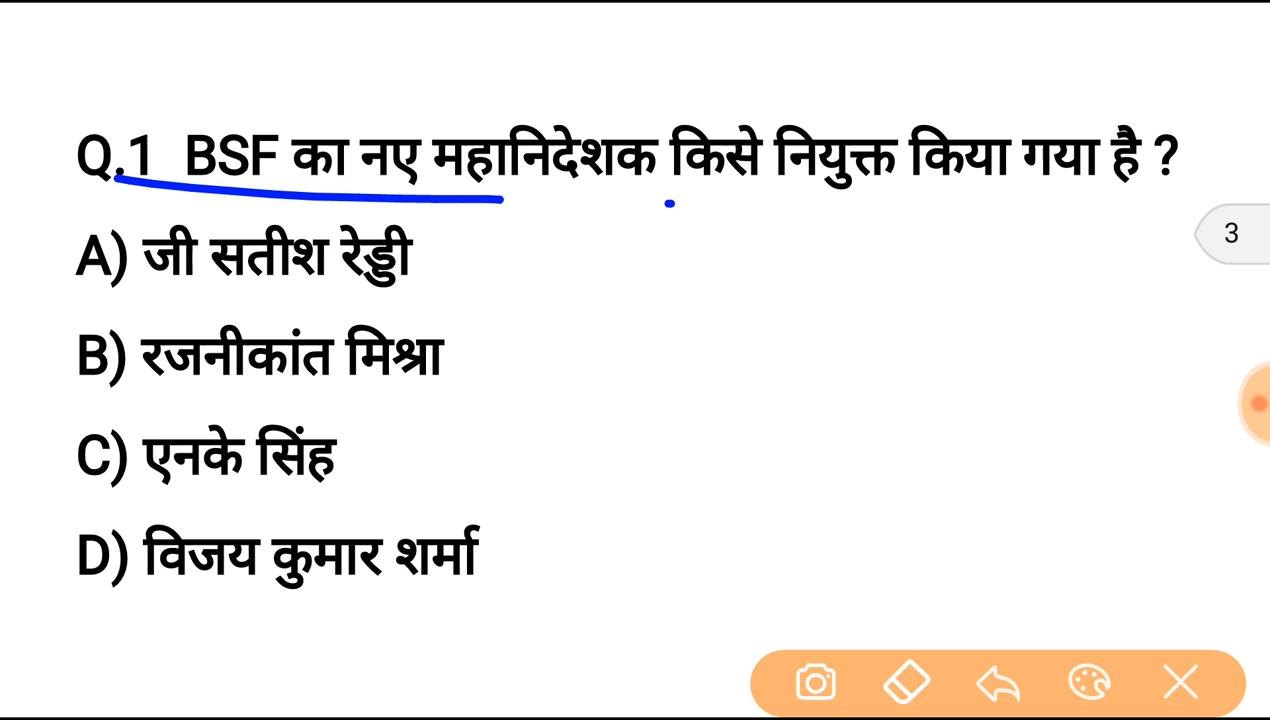 Q.1 BSF का नए महानिदेशक किसे नियुक्त किया गया है ?
3
A) जी सतीश रेड्डी
B) रजनीकांत मिश्रा
C) एनके सिंह
D) विजय कुमार शर्मा